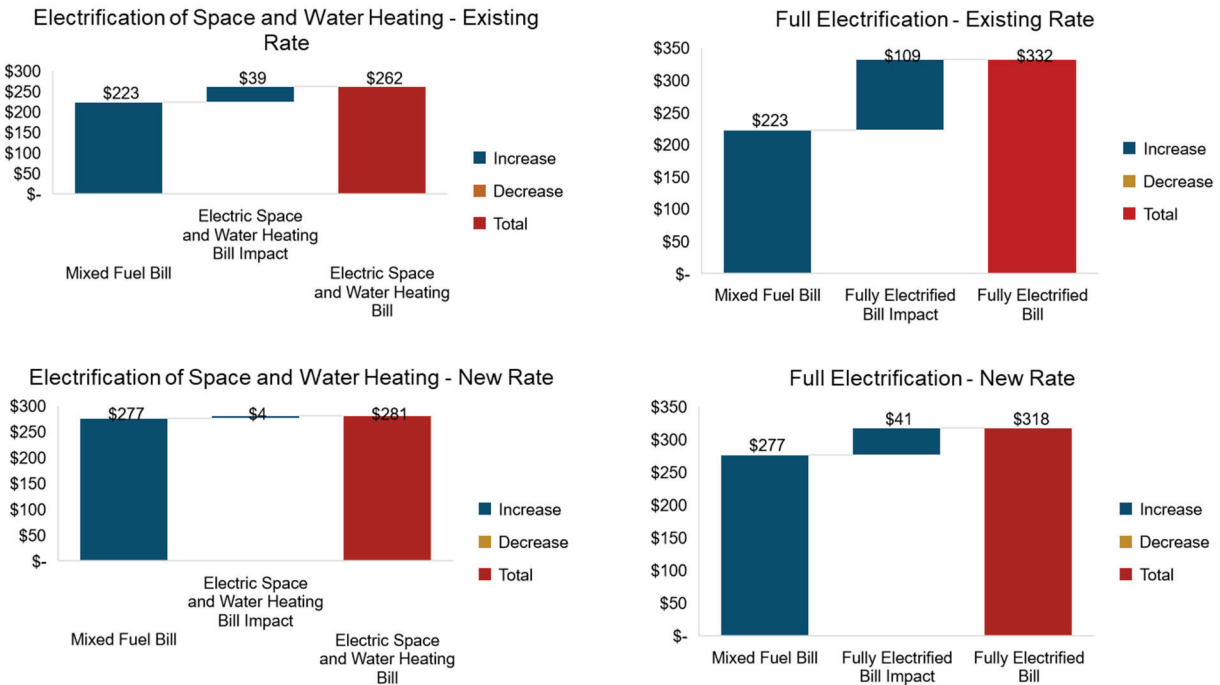 Electrification of Space and Water Heating - Existing
Rate
$300
$250
$200
$150
$100
$50
$-
$223
$39
$262
Increase
Decrease
Total
Electric Space
and Water Heating
Bill Impact
Mixed Fuel Bill
Electric Space
and Water Heating
Bill
Full Electrification - Existing Rate
$350
$300
$250
$200
$150
$100
$50
$-
$223
$109
$332
Increase
Decrease
Total
Mixed Fuel Bill
Fully Electrified
Bill Impact
Fully Electrified
Bill
Electrification of Space and Water Heating - New Rate
$300
$250
$200
$150
$100
$50
$-
$277
$4
$281
Increase
Decrease
Total
Electric Space
and Water Heating
Bill Impact
Mixed Fuel Bill
Electric Space
and Water Heating
Bill
Full Electrification - New Rate
$350
$300
$250
$200
$150
$100
$50
$-
$277
$41
$318
Increase
Decrease
Total
Mixed Fuel Bill
Fully Electrified
Bill Impact
Fully Electrified
Bill